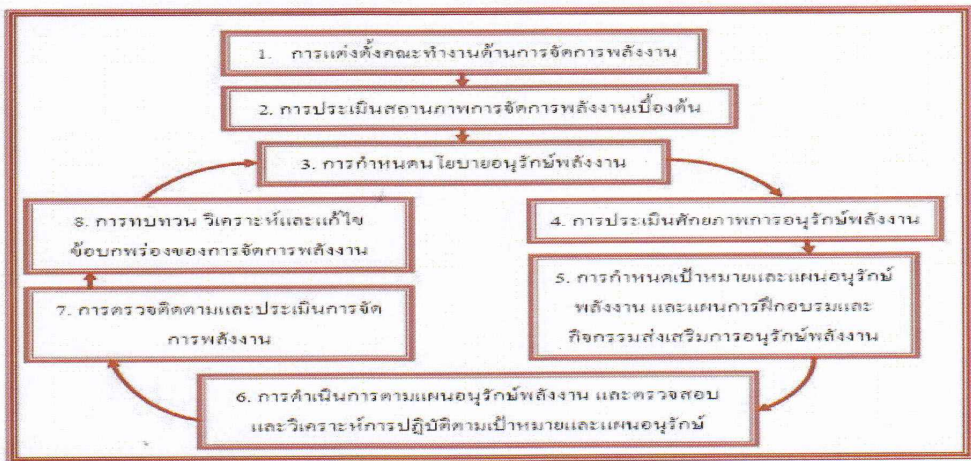 1. การแต่งตั้งคณะทำงานด้านการจัดการพลังงาน
2. การประเมินสถานภาพการจัดการพลังงานเบื้องต้น
3. การกำหนดนโยบายอนุรักษ์พลังงาน
4. การประเมินศักยภาพการอนุรักษ์พลังงาน
5. การกำหนดเป้าหมายและแผนอนุรักษ์
พลังงาน และแผนการฝึกอบรมและ
กิจกรรมส่งเสริมการอนุรักษ์พลังงาน
6. การดำเนินการตามแผนอนุรักษ์พลังงาน และตรวจสอบ
และวิเคราะห์การปฏิบัติตามเป้าหมายและแผนอนุรักษ์
7. การตรวจติดตามและประเมินการจัด
การพลังงาน
8. การทบทวน วิเคราะห์และแก้ไข
ข้อบกพร่องของการจัดการพลังงาน